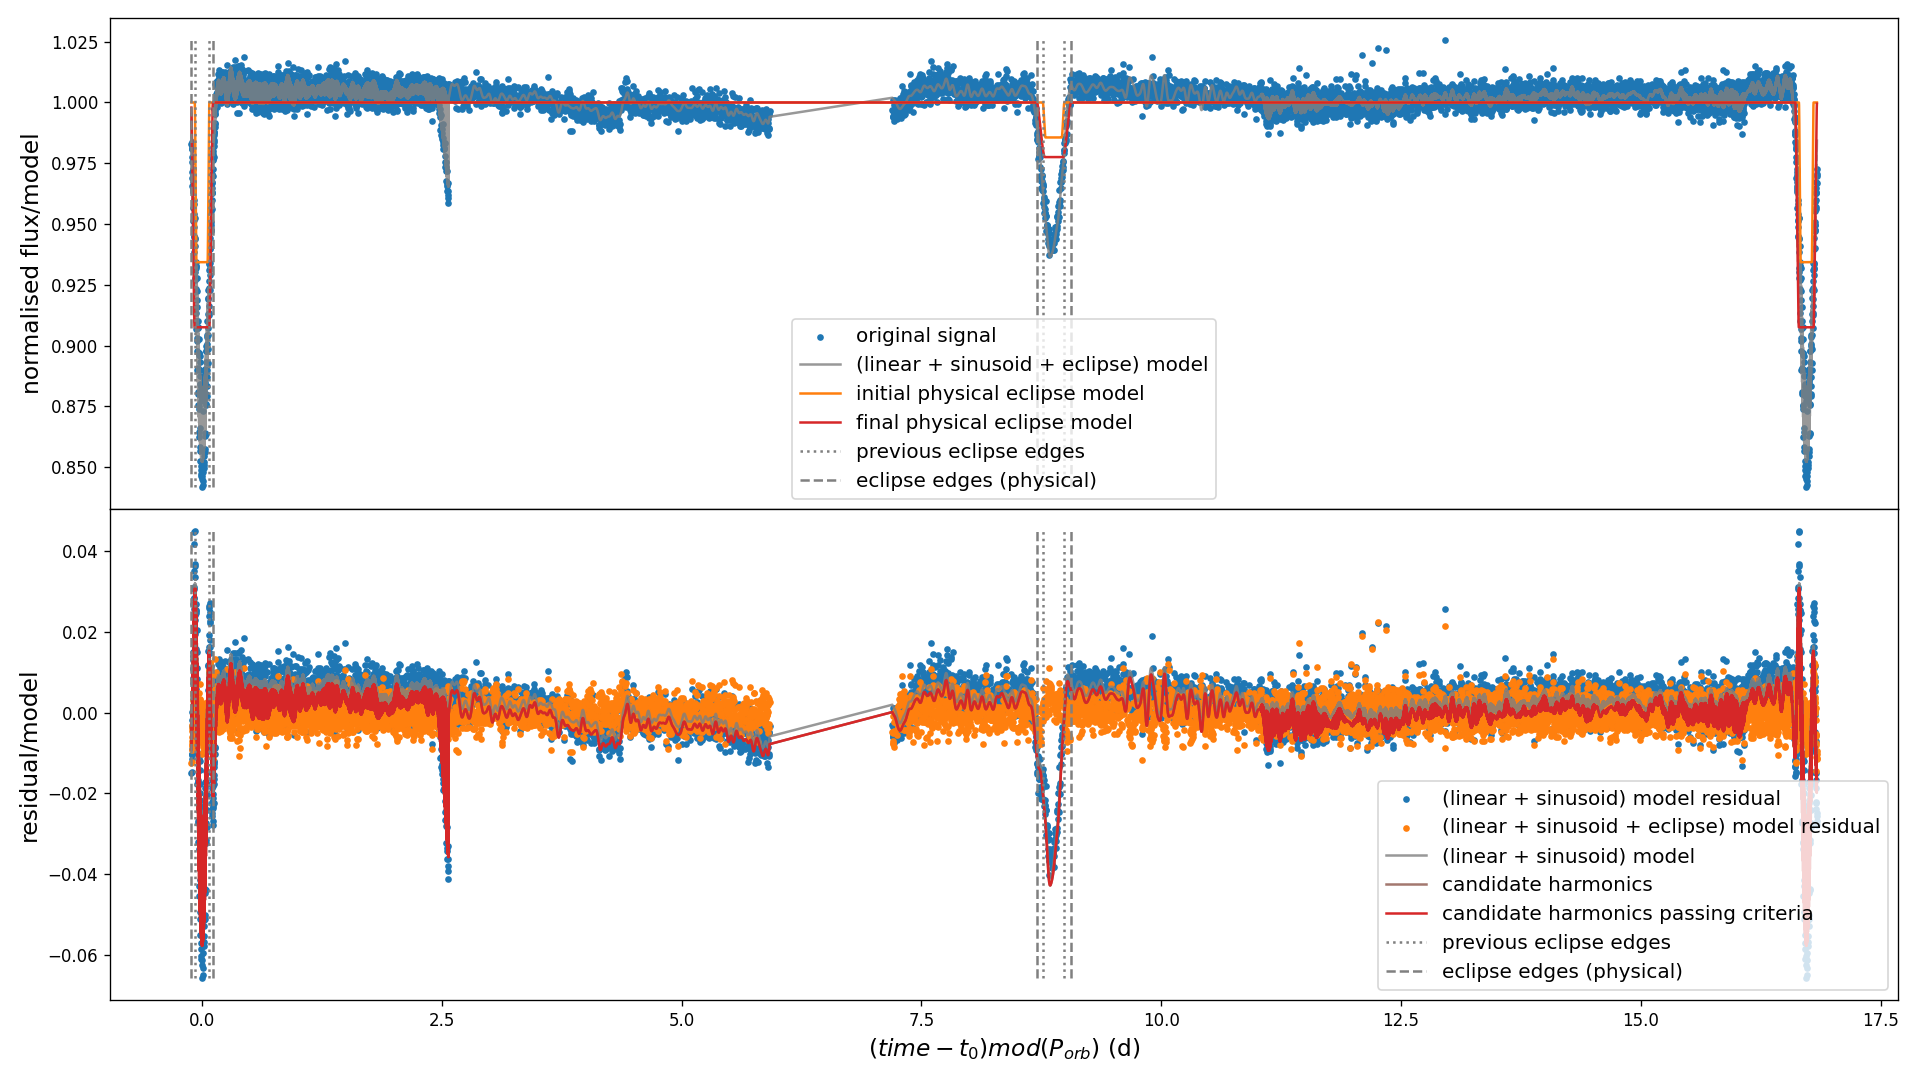 normalised flux/model
1.025
1.000
0.975
0.950
0.925
0.900
0.875
0.850
original signal
(linear + sinusoid + eclipse) model
initial physical eclipse model
final physical eclipse model
previous eclipse edges
eclipse edges (physical)
residual/model
0.04
0.02
0.00
−0.02
−0.04
−0.06
(linear + sinusoid) model residual
(linear + sinusoid + eclipse) model residual
(linear + sinusoid) model
candidate harmonics
candidate harmonics passing criteria
previous eclipse edges
eclipse edges (physical)
0.0 2.5 5.0 7.5 10.0 12.5 15.0 17.5
(time − t₀)mod(P_orb) (d)